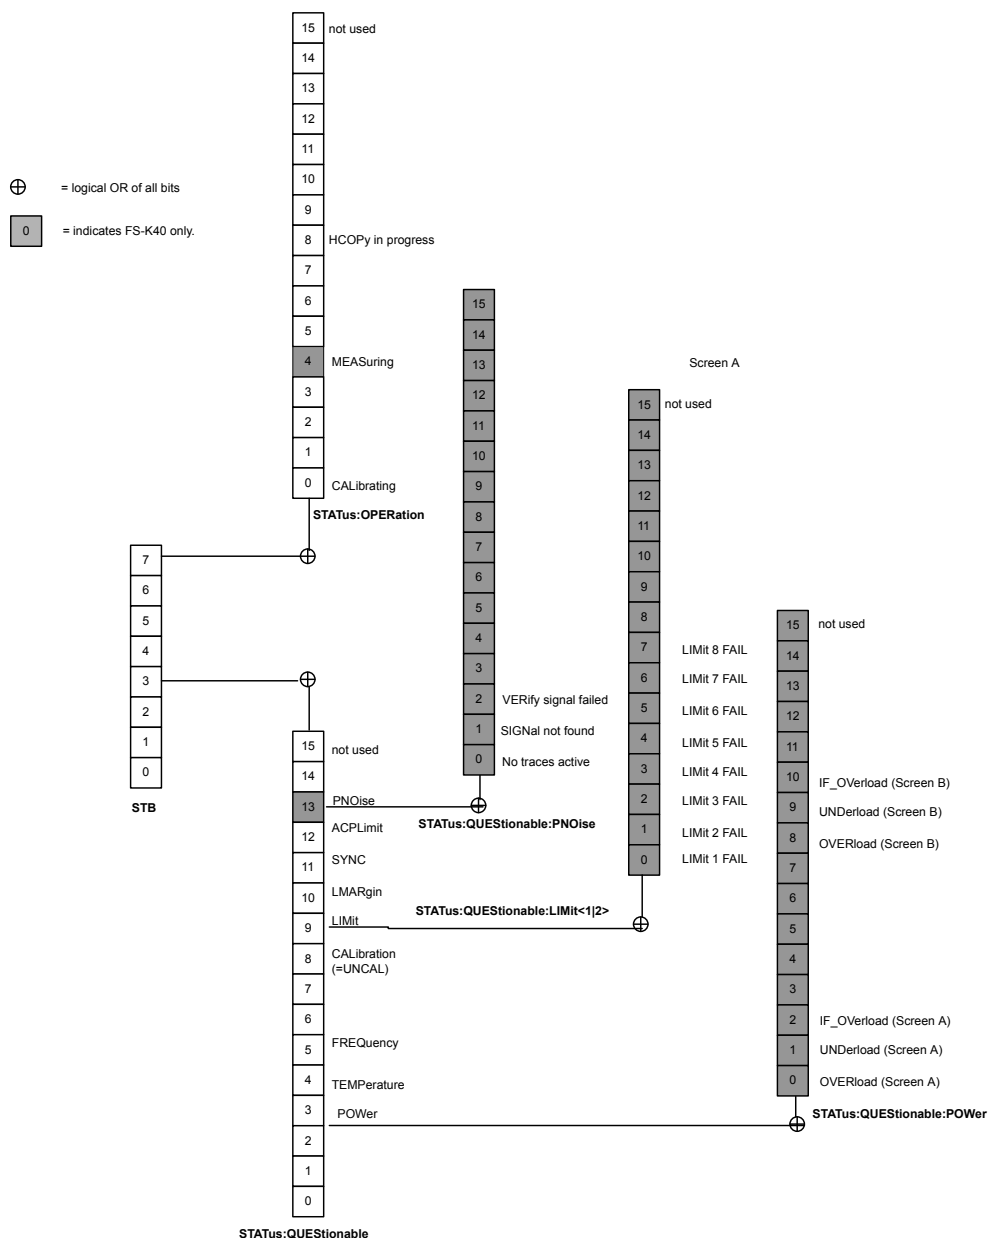 15 not used
14
13
12
11
10
9
8 HCOPy in progress
7
6
5
4 MEASuring
3
2
1
0 CALibrating
STATus:OPERation
⊕ = logical OR of all bits
0 = indicates FS-K40 only.
7
6
5
4
3
2
1
0
STB
15 not used
14
13 PNOise
12 ACPLimit
11 SYNC
10 LMARgin
9 LIMit
8 CALibration
(=UNCAL)
7
6
5 FREQuency
4 TEMPerature
3 POWer
2
1
0
STATus:QUEStionable
15
14
13
12
11
10
9
8
7
6
5
4
3
2 VERify signal failed
1 SIGNal not found
0 No traces active
STATus:QUEStionable:PNOise
Screen A
15 not used
14
13
12
11
10
9
8
7 LIMit 8 FAIL
6 LIMit 7 FAIL
5 LIMit 6 FAIL
4 LIMit 5 FAIL
3 LIMit 4 FAIL
2 LIMit 3 FAIL
1 LIMit 2 FAIL
0 LIMit 1 FAIL
STATus:QUEStionable:LIMit<1|2>
15 not used
14
13
12
11
10 IF_OVerload (Screen B)
9 UNDerload (Screen B)
8 OVERload (Screen B)
7
6
5
4
3
2 IF_OVerload (Screen A)
1 UNDerload (Screen A)
0 OVERload (Screen A)
STATus:QUEStionable:POWer